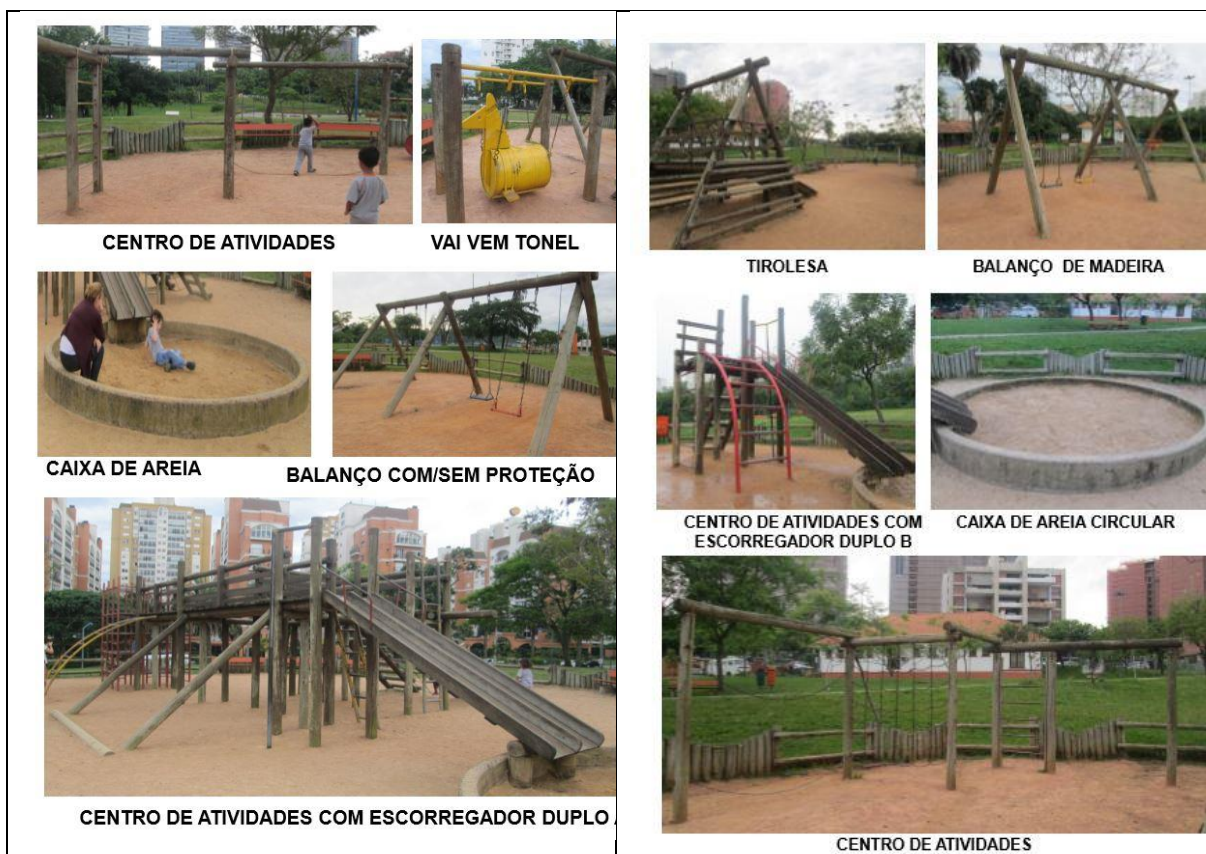 CENTRO DE ATIVIDADES
VAI VEM TONEL
CAIXA DE AREIA
BALANÇO COM/SEM PROTEÇÃO
CENTRO DE ATIVIDADES COM ESCORREGADOR DUPLO
TIROLESA
BALANÇO DE MADEIRA
CENTRO DE ATIVIDADES COM
ESCORREGADOR DUPLO B
CAIXA DE AREIA CIRCULAR
CENTRO DE ATIVIDADES